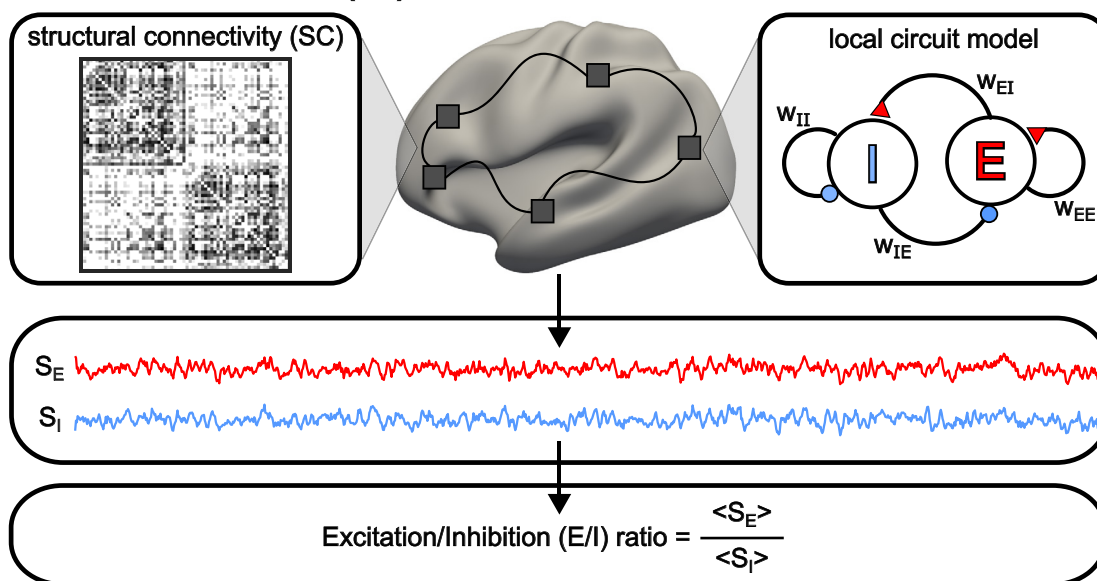 structural connectivity (SC)
local circuit model
w_EI
w_II
I
E
w_EE
w_IE
S_E
S_I
Excitation/Inhibition (E/I) ratio = <S_E> / <S_I>